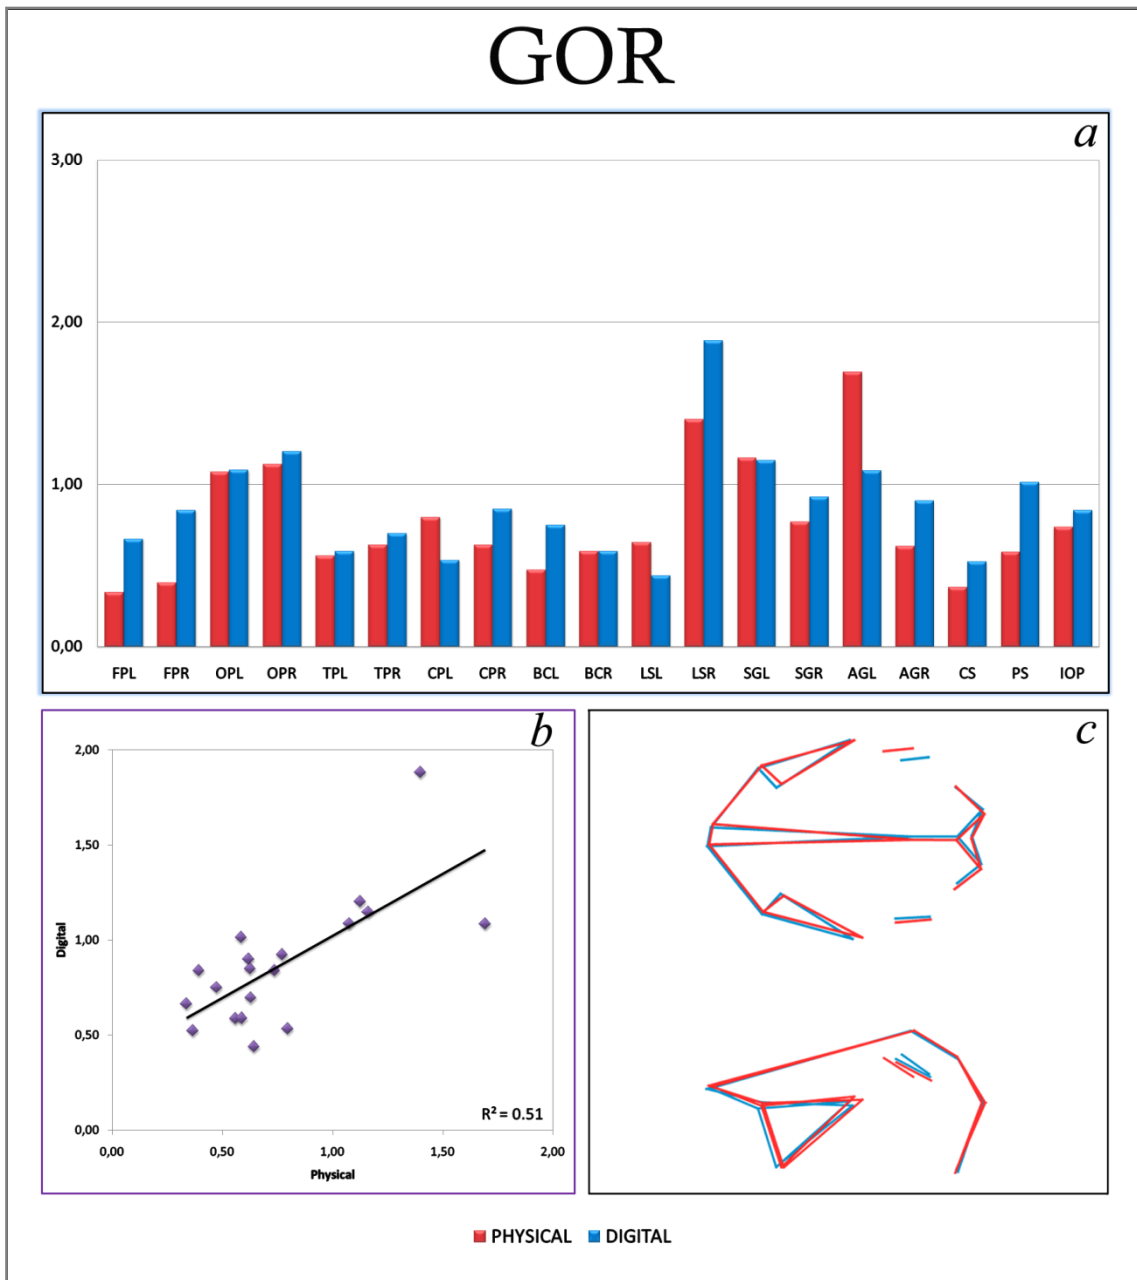 GOR
a
3,00
2,00
1,00
0,00
FPL FPR OPL OPR TPL TPR CPL CPR BCL BCR LSL LSR SGL SGR AGL AGR CS PS IOP
b
2,00
1,50
1,00
0,50
0,00
Digital
R² = 0.51
0,00 0,50 1,00 1,50 2,00
Physical
c
PHYSICAL DIGITAL